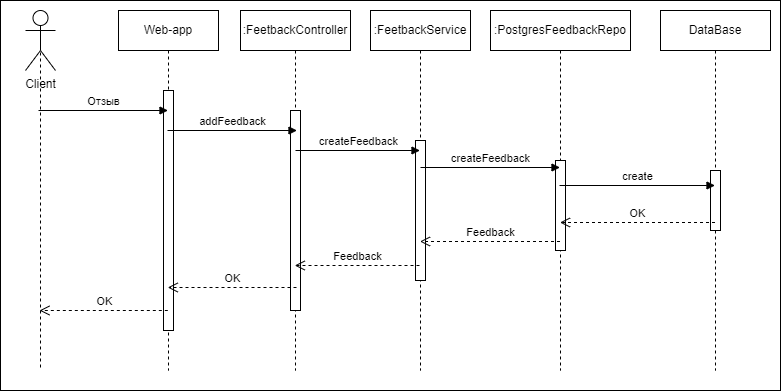 Web-app
:FeetbackController
:FeetbackService
:PostgresFeedbackRepo
DataBase
Client
Отзыв
addFeedback
createFeedback
createFeedback
create
OK
Feedback
Feedback
OK
OK